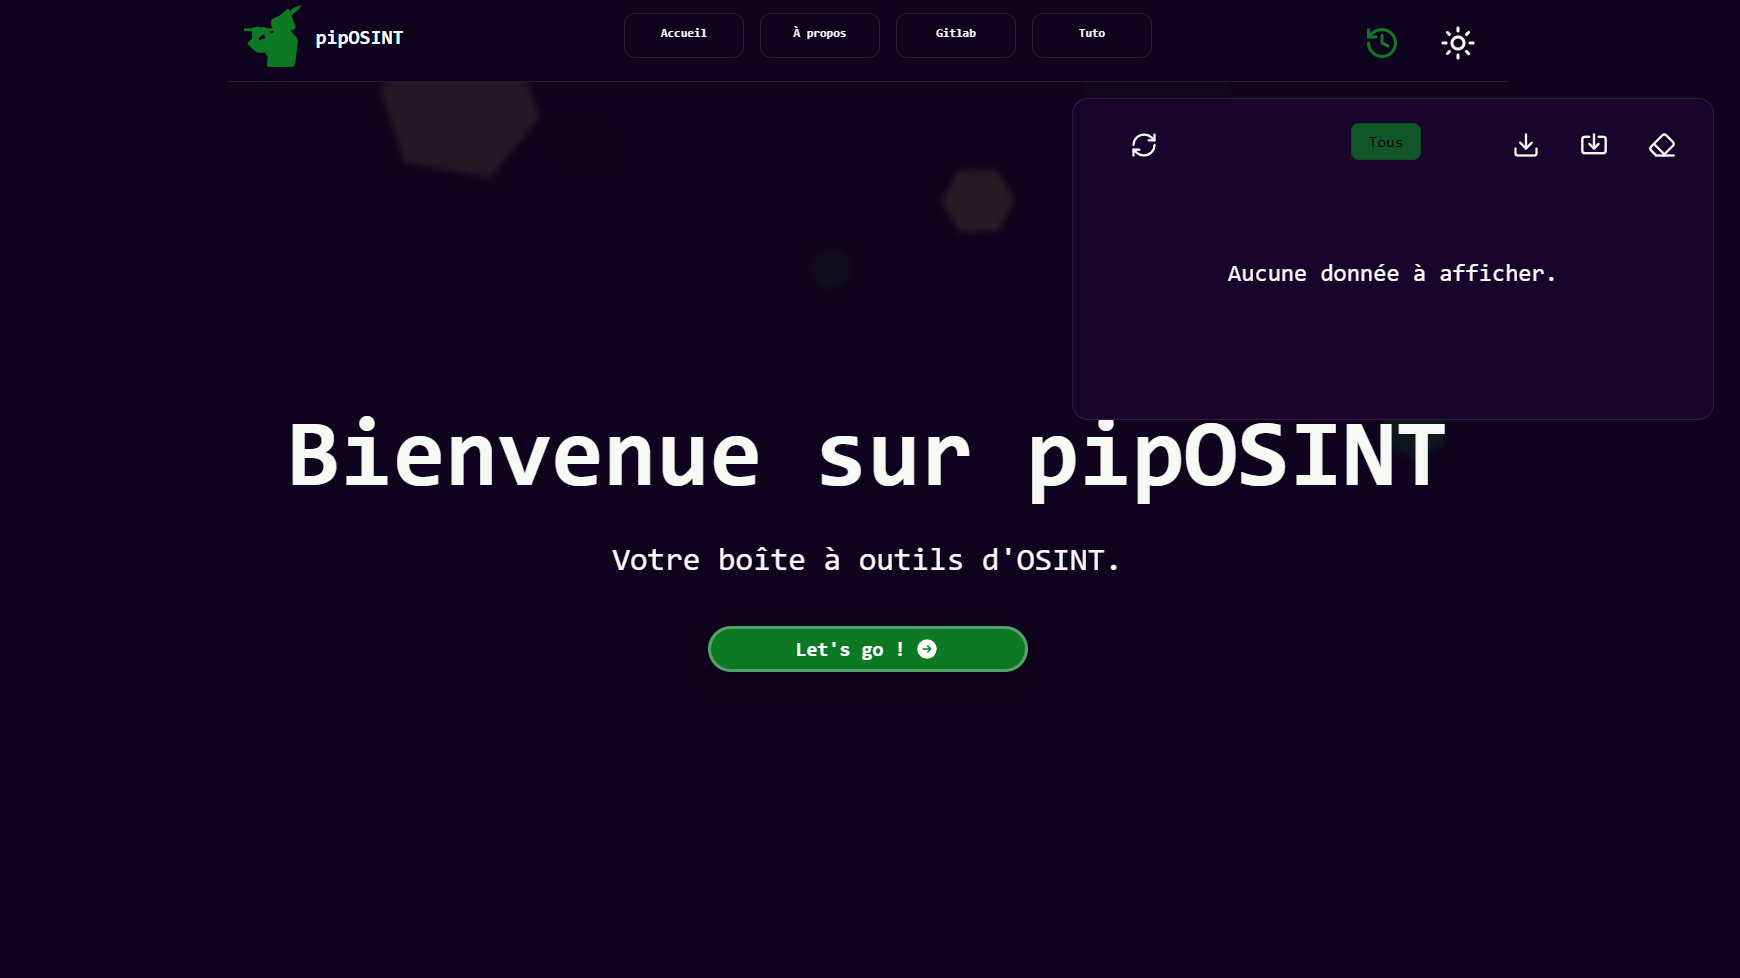 pipOSINT
Accueil
À propos
Gitlab
Tuto
Tous
Aucune donnée à afficher.
Bienvenue sur pipOSINT
Votre boîte à outils d'OSINT.
Let's go !